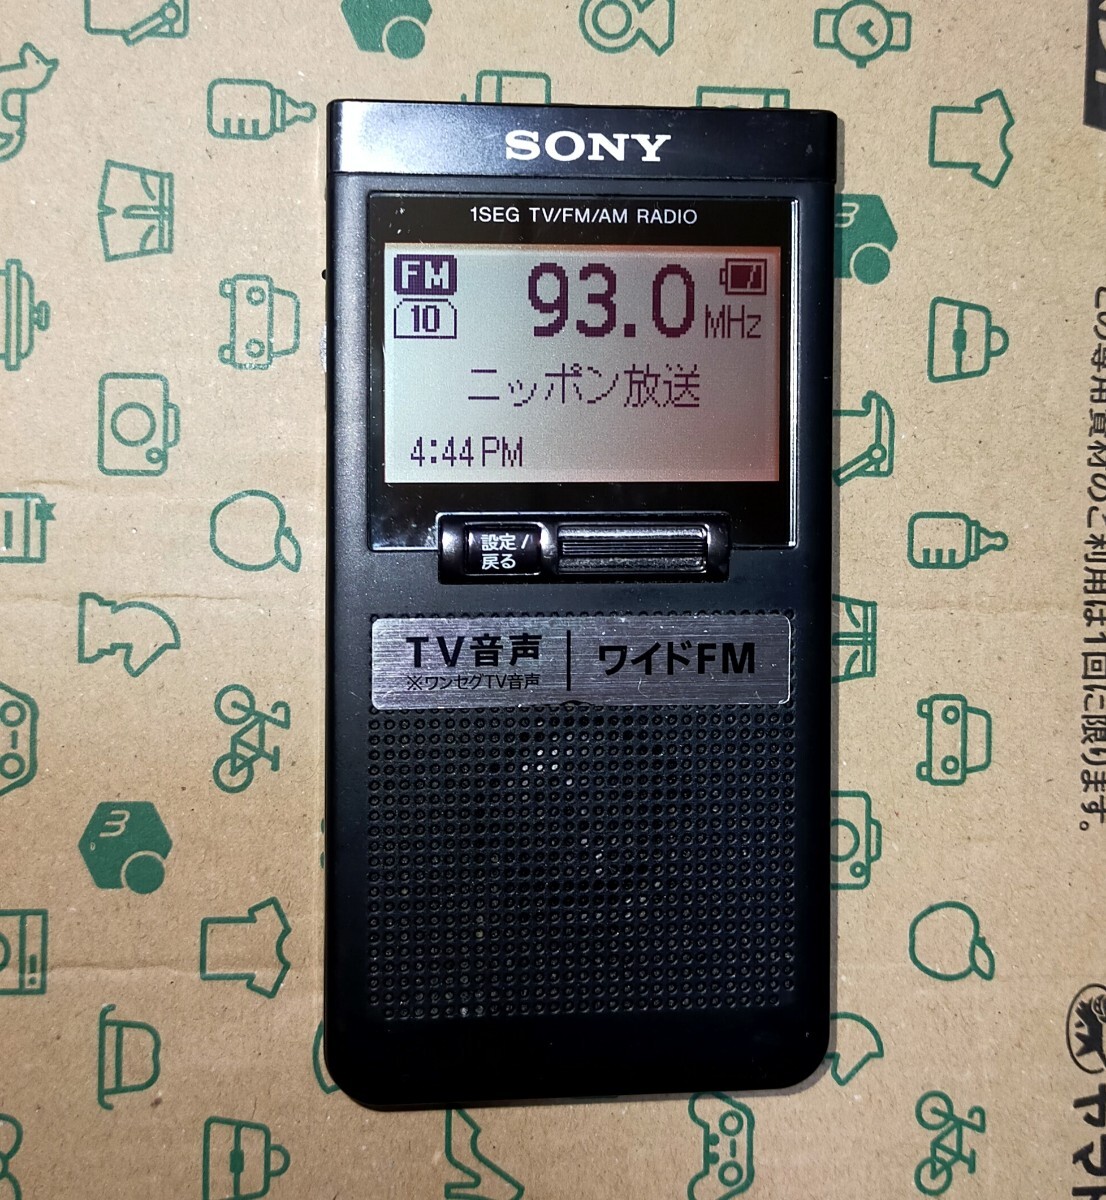 SONY
1SEG TV/FM/AM RADIO
FM
10
93.0 MHz
ニッポン放送
4:44 PM
設定/
戻る
TV音声
※ワンセグTV音声
ワイドFM
この専用資材のご利用は1回に限ります。
m
m
ヤマト